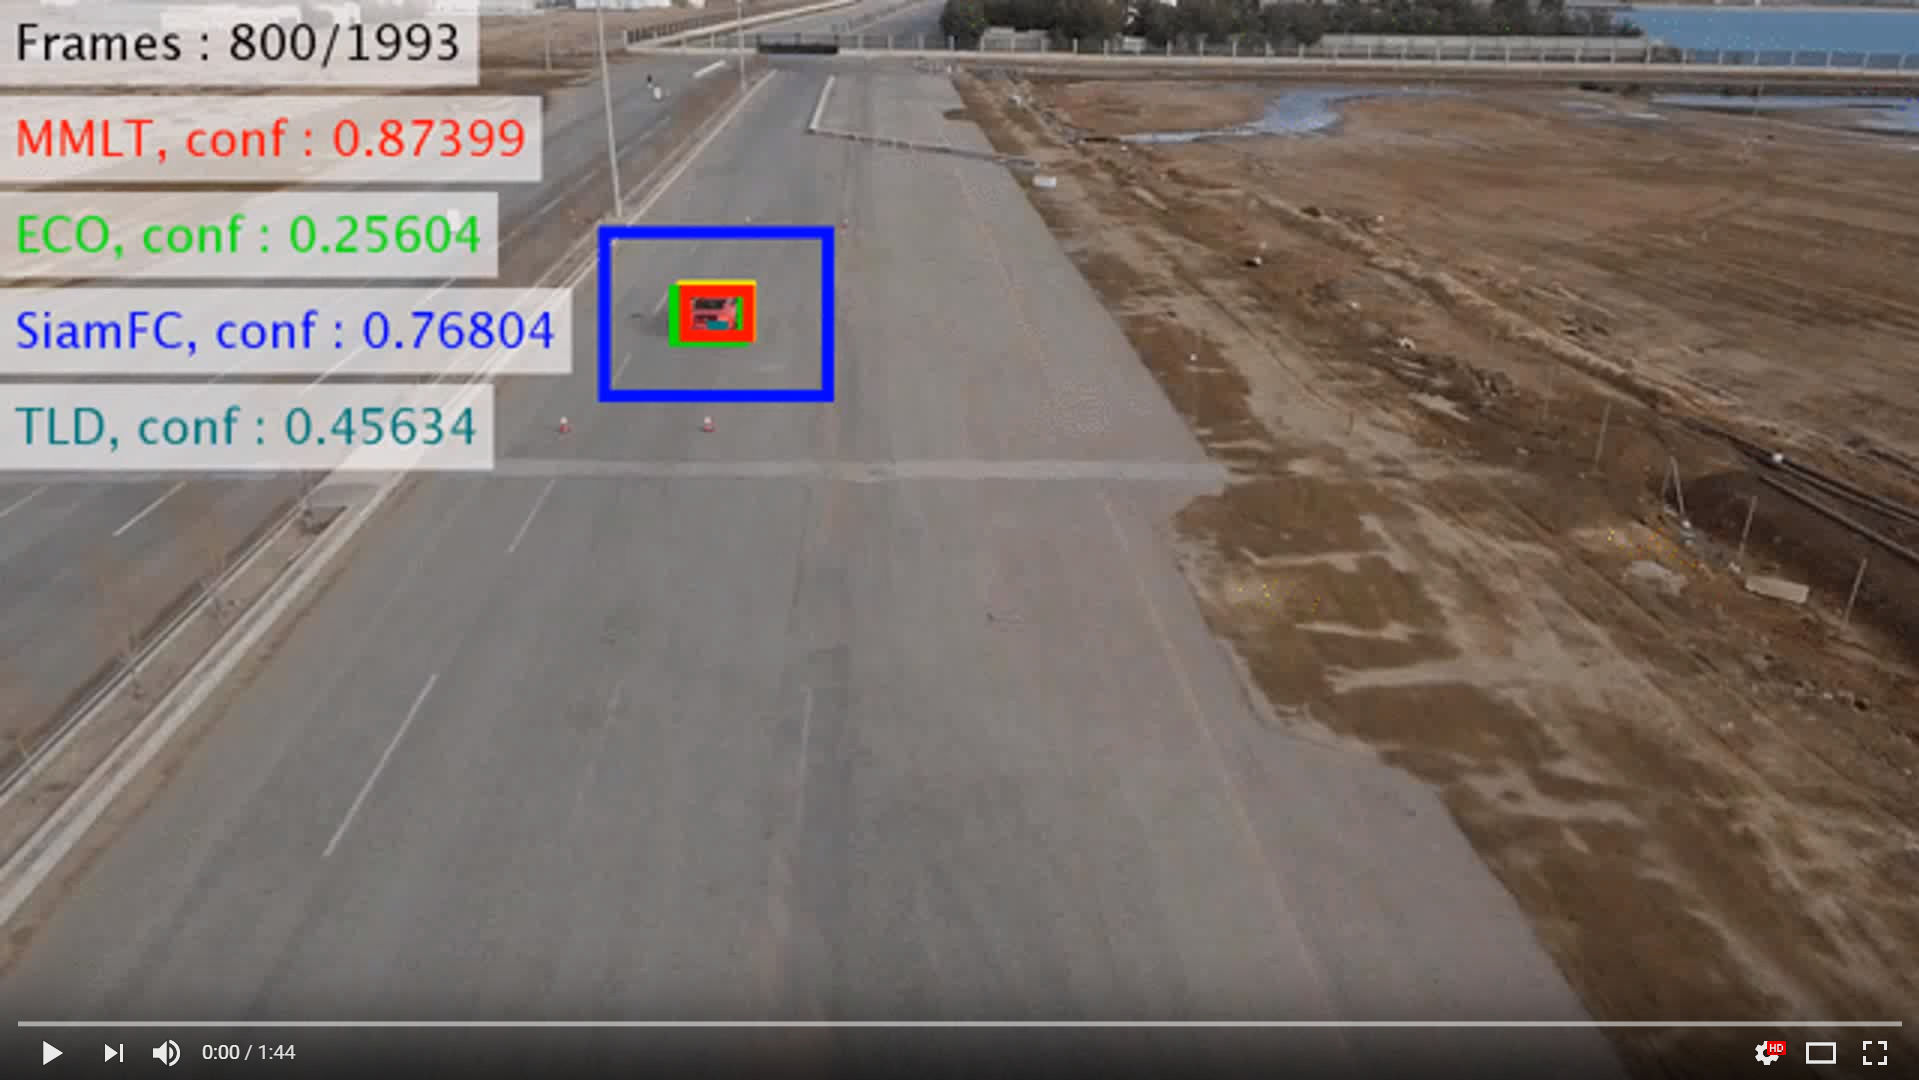 Frames : 800/1993
MMLT, conf : 0.87399
ECO, conf : 0.25604
SiamFC, conf : 0.76804
TLD, conf : 0.45634
0:00 / 1:44
HD